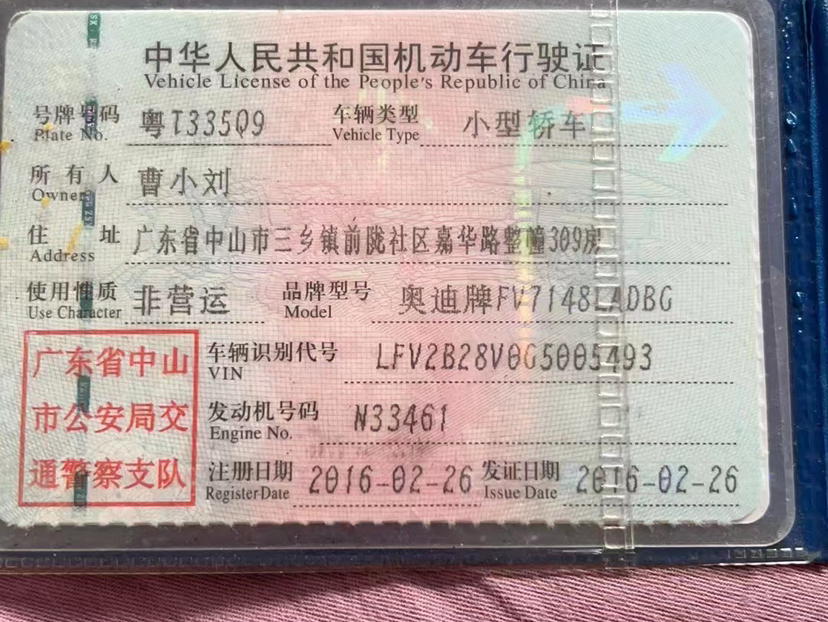 中华人民共和国机动车行驶证
Vehicle License of the People's Republic of China
号牌号码 粤T335Q9 车辆类型 小型轿车
Plate No. Vehicle Type
所有人 曹小刘
Owner
住址 广东省中山市三乡镇前陇社区嘉华路整幢309房
Address
使用性质 非营运 品牌型号 奥迪牌FV7148LADBG
Use Character Model
车辆识别代号 LFV2B28V0G5005493
VIN
发动机号码 N33461
Engine No.
注册日期 2016-02-26 发证日期 2016-02-26
Register Date Issue Date
广东省中山
市公安局交
通警察支队